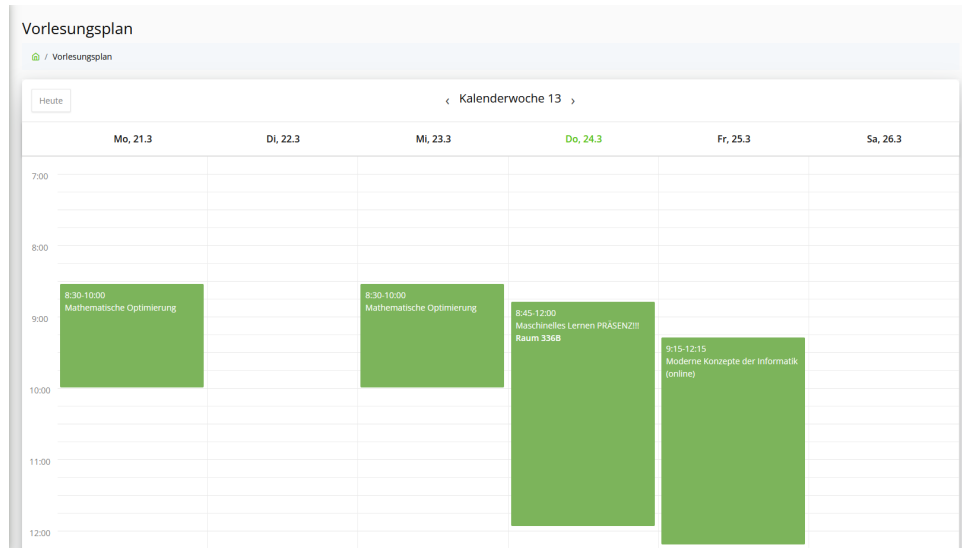 Vorlesungsplan
/ Vorlesungsplan
Heute
‹ Kalenderwoche 13 ›
Mo, 21.3 Di, 22.3 Mi, 23.3 Do, 24.3 Fr, 25.3 Sa, 26.3
7:00
8:00
8:30-10:00
Mathematische Optimierung
8:30-10:00
Mathematische Optimierung
8:45-12:00
Maschinelles Lernen PRÄSENZ!!!
Raum 336B
9:15-12:15
Moderne Konzepte der Informatik
(online)
9:00
10:00
11:00
12:00